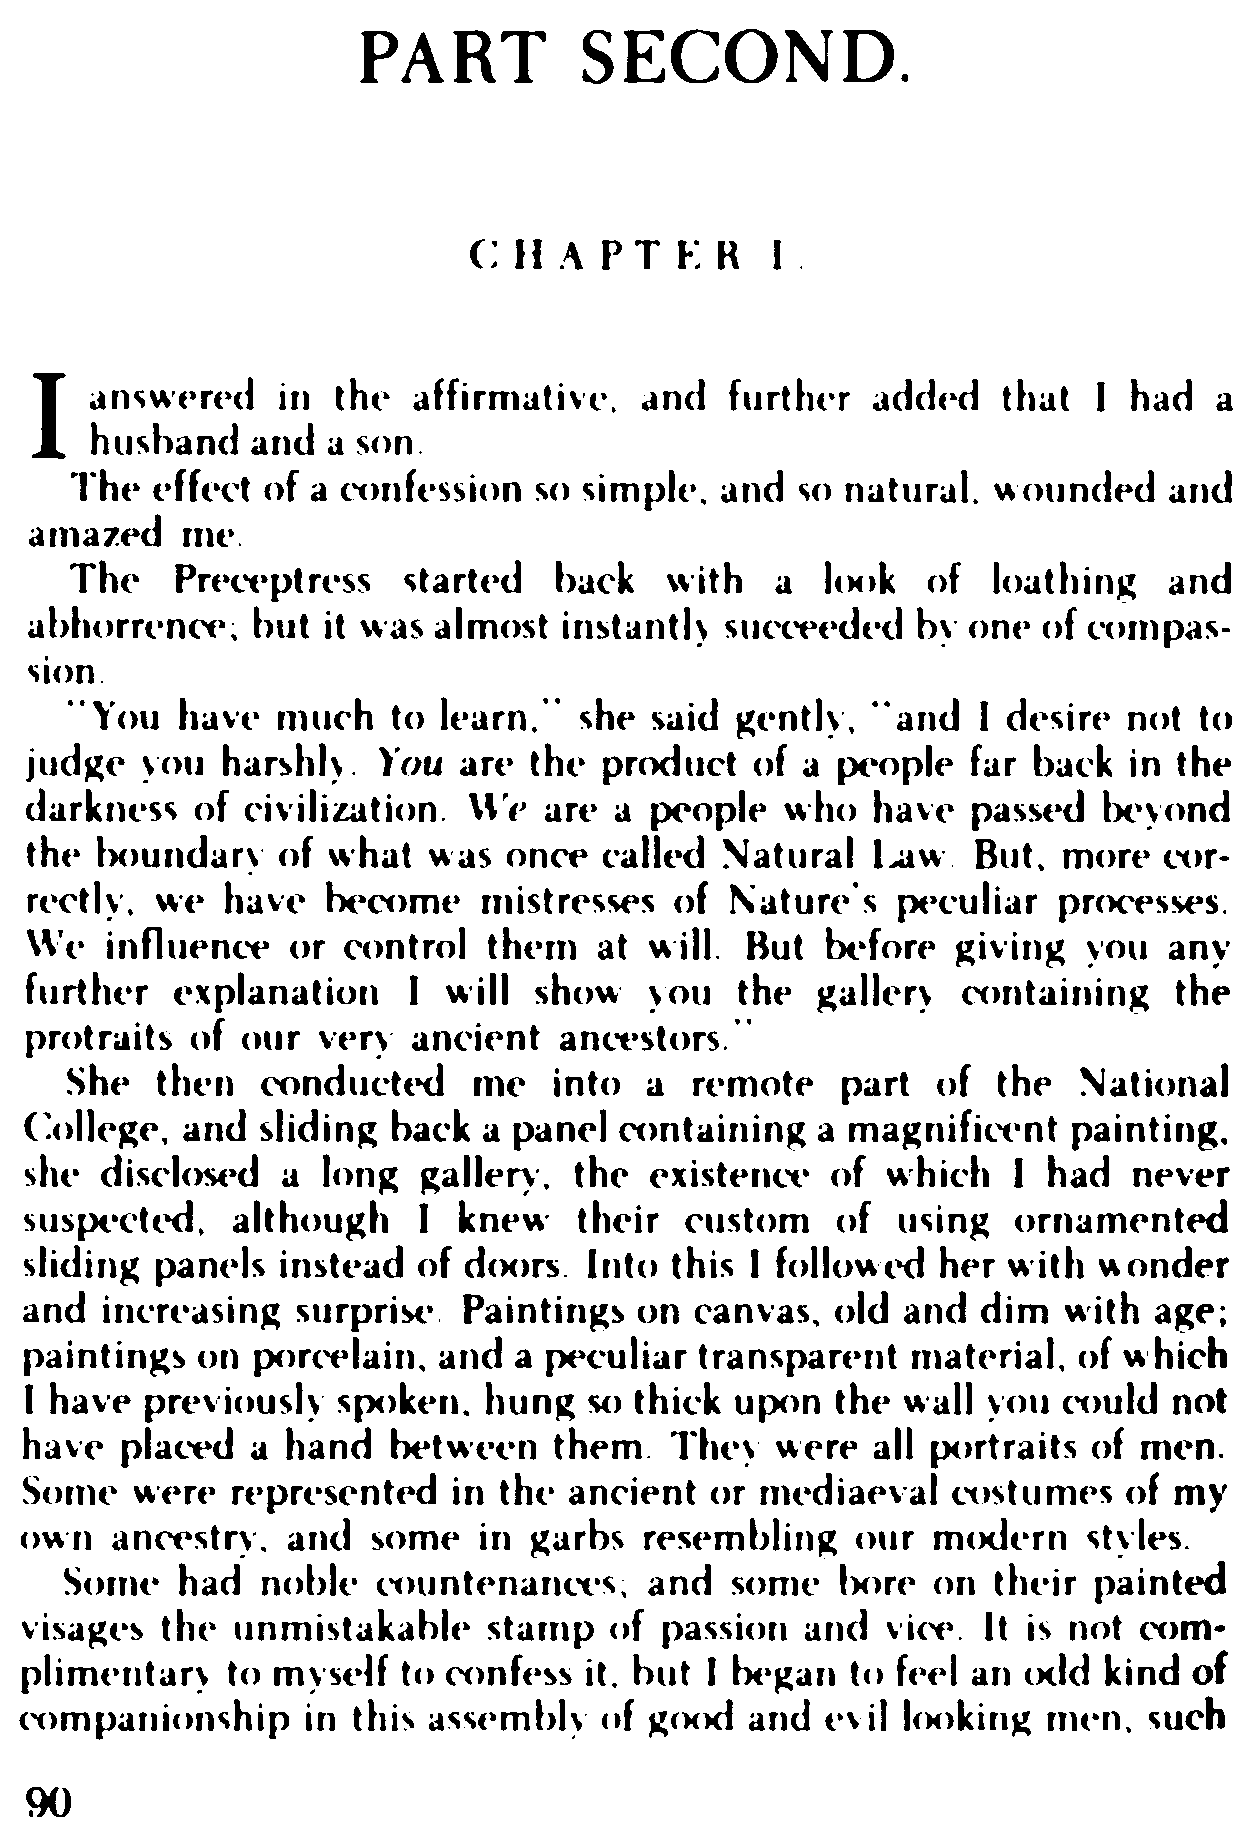 PART SECOND.
CHAPTER I.
I answered in the affirmative, and further added that I had a
husband and a son.
The effect of a confession so simple, and so natural, wounded and
amazed me.
The Preceptress started back with a look of loathing and
abhorrence; but it was almost instantly succeeded by one of compas-
sion.
"You have much to learn," she said gently, "and I desire not to
judge you harshly. You are the product of a people far back in the
darkness of civilization. We are a people who have passed beyond
the boundary of what was once called Natural Law. But, more cor-
rectly, we have become mistresses of Nature's peculiar processes.
We influence or control them at will. But before giving you any
further explanation I will show you the gallery containing the
protraits of our very ancient ancestors."
She then conducted me into a remote part of the National
College, and sliding back a panel containing a magnificent painting,
she disclosed a long gallery, the existence of which I had never
suspected, although I knew their custom of using ornamented
sliding panels instead of doors. Into this I followed her with wonder
and increasing surprise. Paintings on canvas, old and dim with age;
paintings on porcelain, and a peculiar transparent material, of which
I have previously spoken, hung so thick upon the wall you could not
have placed a hand between them. They were all portraits of men.
Some were represented in the ancient or mediaeval costumes of my
own ancestry, and some in garbs resembling our modern styles.
Some had noble countenances, and some bore on their painted
visages the unmistakable stamp of passion and vice. It is not com-
plimentary to myself to confess it, but I began to feel an odd kind of
companionship in this assembly of good and evil looking men, such
90